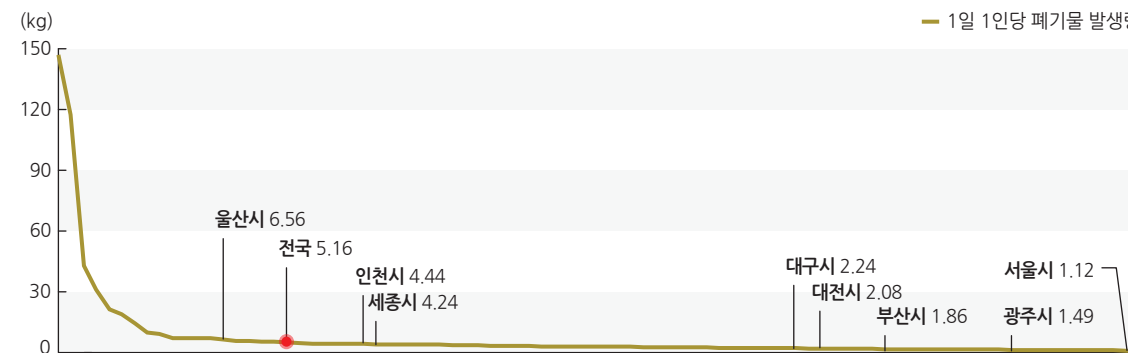 (kg)
1일 1인당 폐기물
150
120
90
60
30
0
울산시 6.56
전국 5.16
인천시 4.44
세종시 4.24
대구시 2.24
대전시 2.08
부산시 1.86
광주시 1.49
서울시 1.12